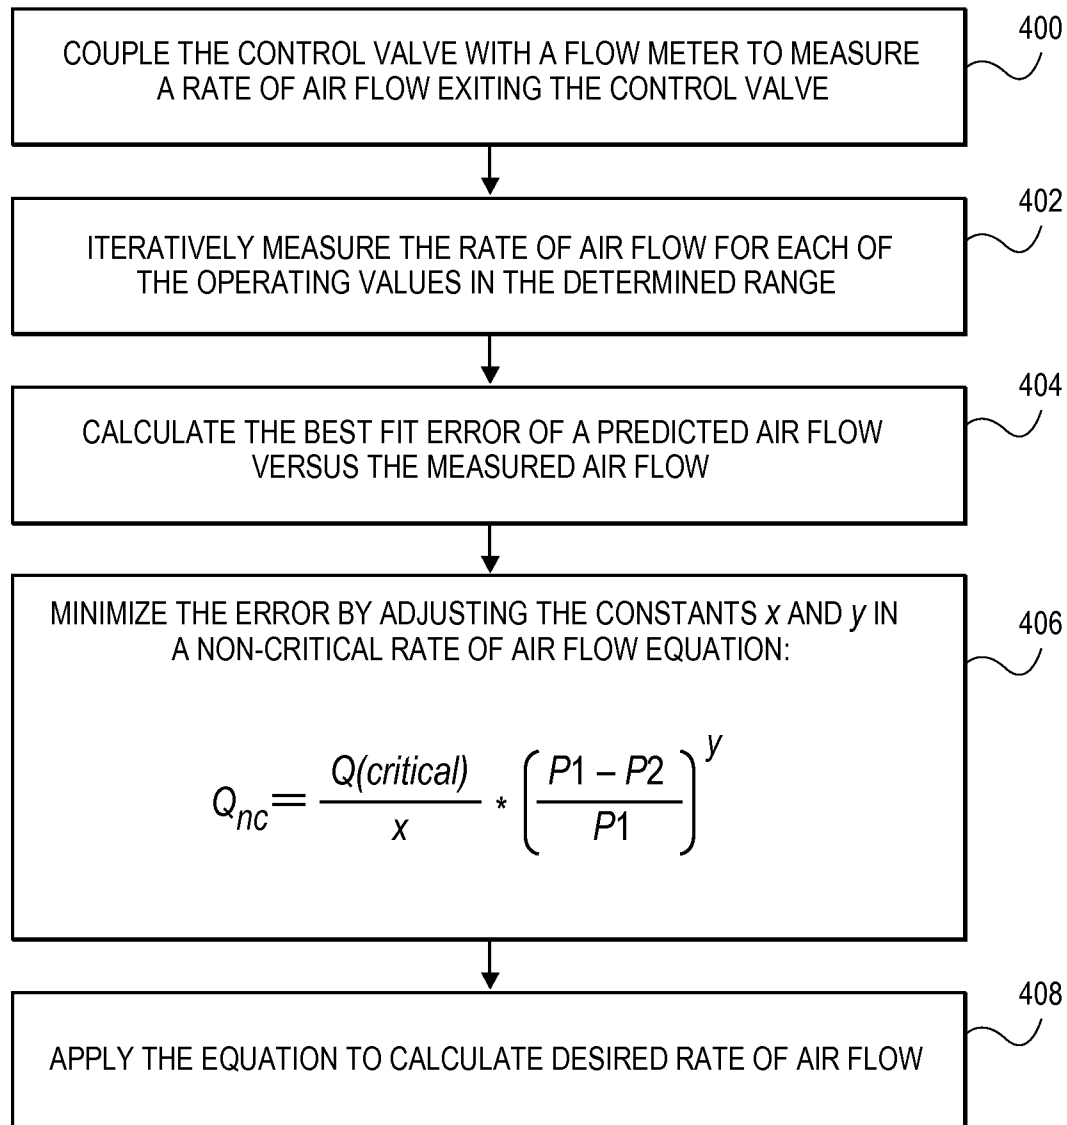 400
COUPLE THE CONTROL VALVE WITH A FLOW METER TO MEASURE
A RATE OF AIR FLOW EXITING THE CONTROL VALVE
402
ITERATIVELY MEASURE THE RATE OF AIR FLOW FOR EACH OF
THE OPERATING VALUES IN THE DETERMINED RANGE
404
CALCULATE THE BEST FIT ERROR OF A PREDICTED AIR FLOW
VERSUS THE MEASURED AIR FLOW
406
MINIMIZE THE ERROR BY ADJUSTING THE CONSTANTS x AND y IN
A NON-CRITICAL RATE OF AIR FLOW EQUATION:
Qnc = Q(critical) / x * ((P1 – P2) / P1)^y
408
APPLY THE EQUATION TO CALCULATE DESIRED RATE OF AIR FLOW